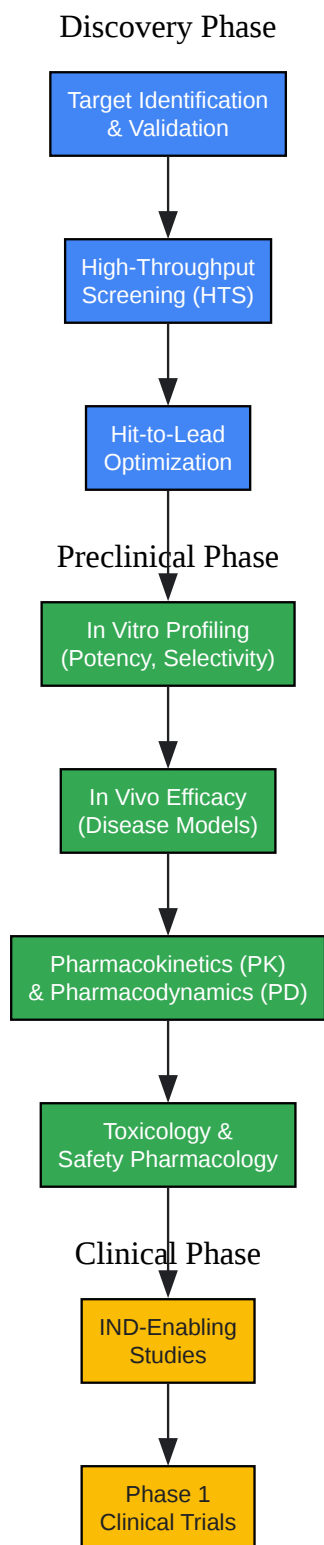 Discovery Phase
Target Identification
& Validation
High-Throughput
Screening (HTS)
Hit-to-Lead
Optimization
Preclinical Phase
In Vitro Profiling
(Potency, Selectivity)
In Vivo Efficacy
(Disease Models)
Pharmacokinetics (PK)
& Pharmacodynamics (PD)
Toxicology &
Safety Pharmacology
Clinical Phase
IND-Enabling
Studies
Phase 1
Clinical Trials